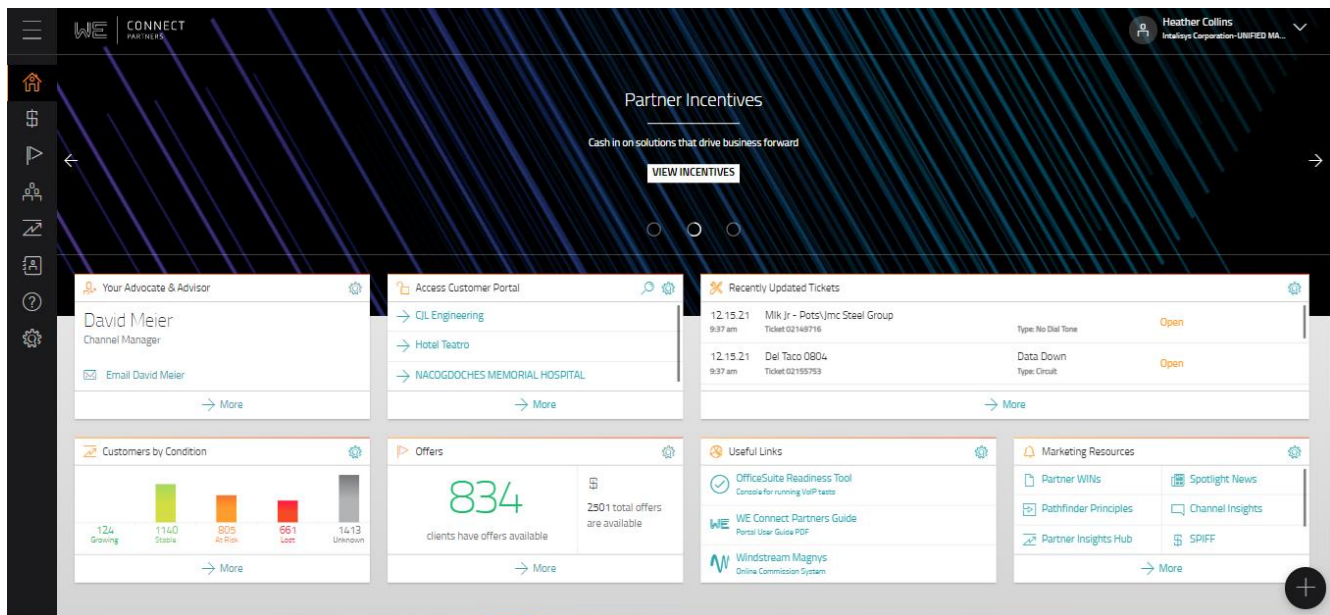 WE CONNECT PARTNERS
Heather Collins
Intelisys Corporation-UNIFIED MA...
Partner Incentives
Cash in on solutions that drive business forward
VIEW INCENTIVES
Your Advocate & Advisor
David Meier
Channel Manager
Email David Meier
More
Access Customer Portal
CJL Engineering
Hotel Teatro
NACOGDOCHES MEMORIAL HOSPITAL
More
Recently Updated Tickets
12.15.21 Mlk Jr - Pots\Jmc Steel Group Open
9:37 am Ticket 02149716 Type: No Dial Tone
12.15.21 Del Taco 0804 Data Down Open
9:37 am Ticket 02155753 Type: Circuit
More
Customers by Condition
124 1140 805 661 1413
Growing Stable At Risk Lost Unknown
More
Offers
834
clients have offers available
2501 total offers
are available
More
Useful Links
OfficeSuite Readiness Tool
Console for running VoIP tests
WE WE Connect Partners Guide
Portal User Guide PDF
Windstream Magnys
Online Commission System
Marketing Resources
Partner WINs Spotlight News
Pathfinder Principles Channel Insights
Partner Insights Hub SPIFF
More